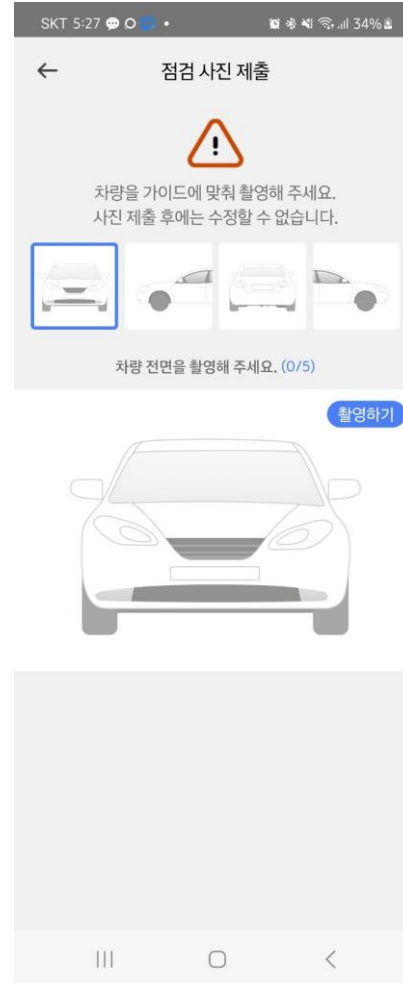 SKT 5:27
34%
점검 사진 제출
차량을 가이드에 맞춰 촬영해 주세요.
사진 제출 후에는 수정할 수 없습니다.
차량 전면을 촬영해 주세요. (0/5)
촬영하기